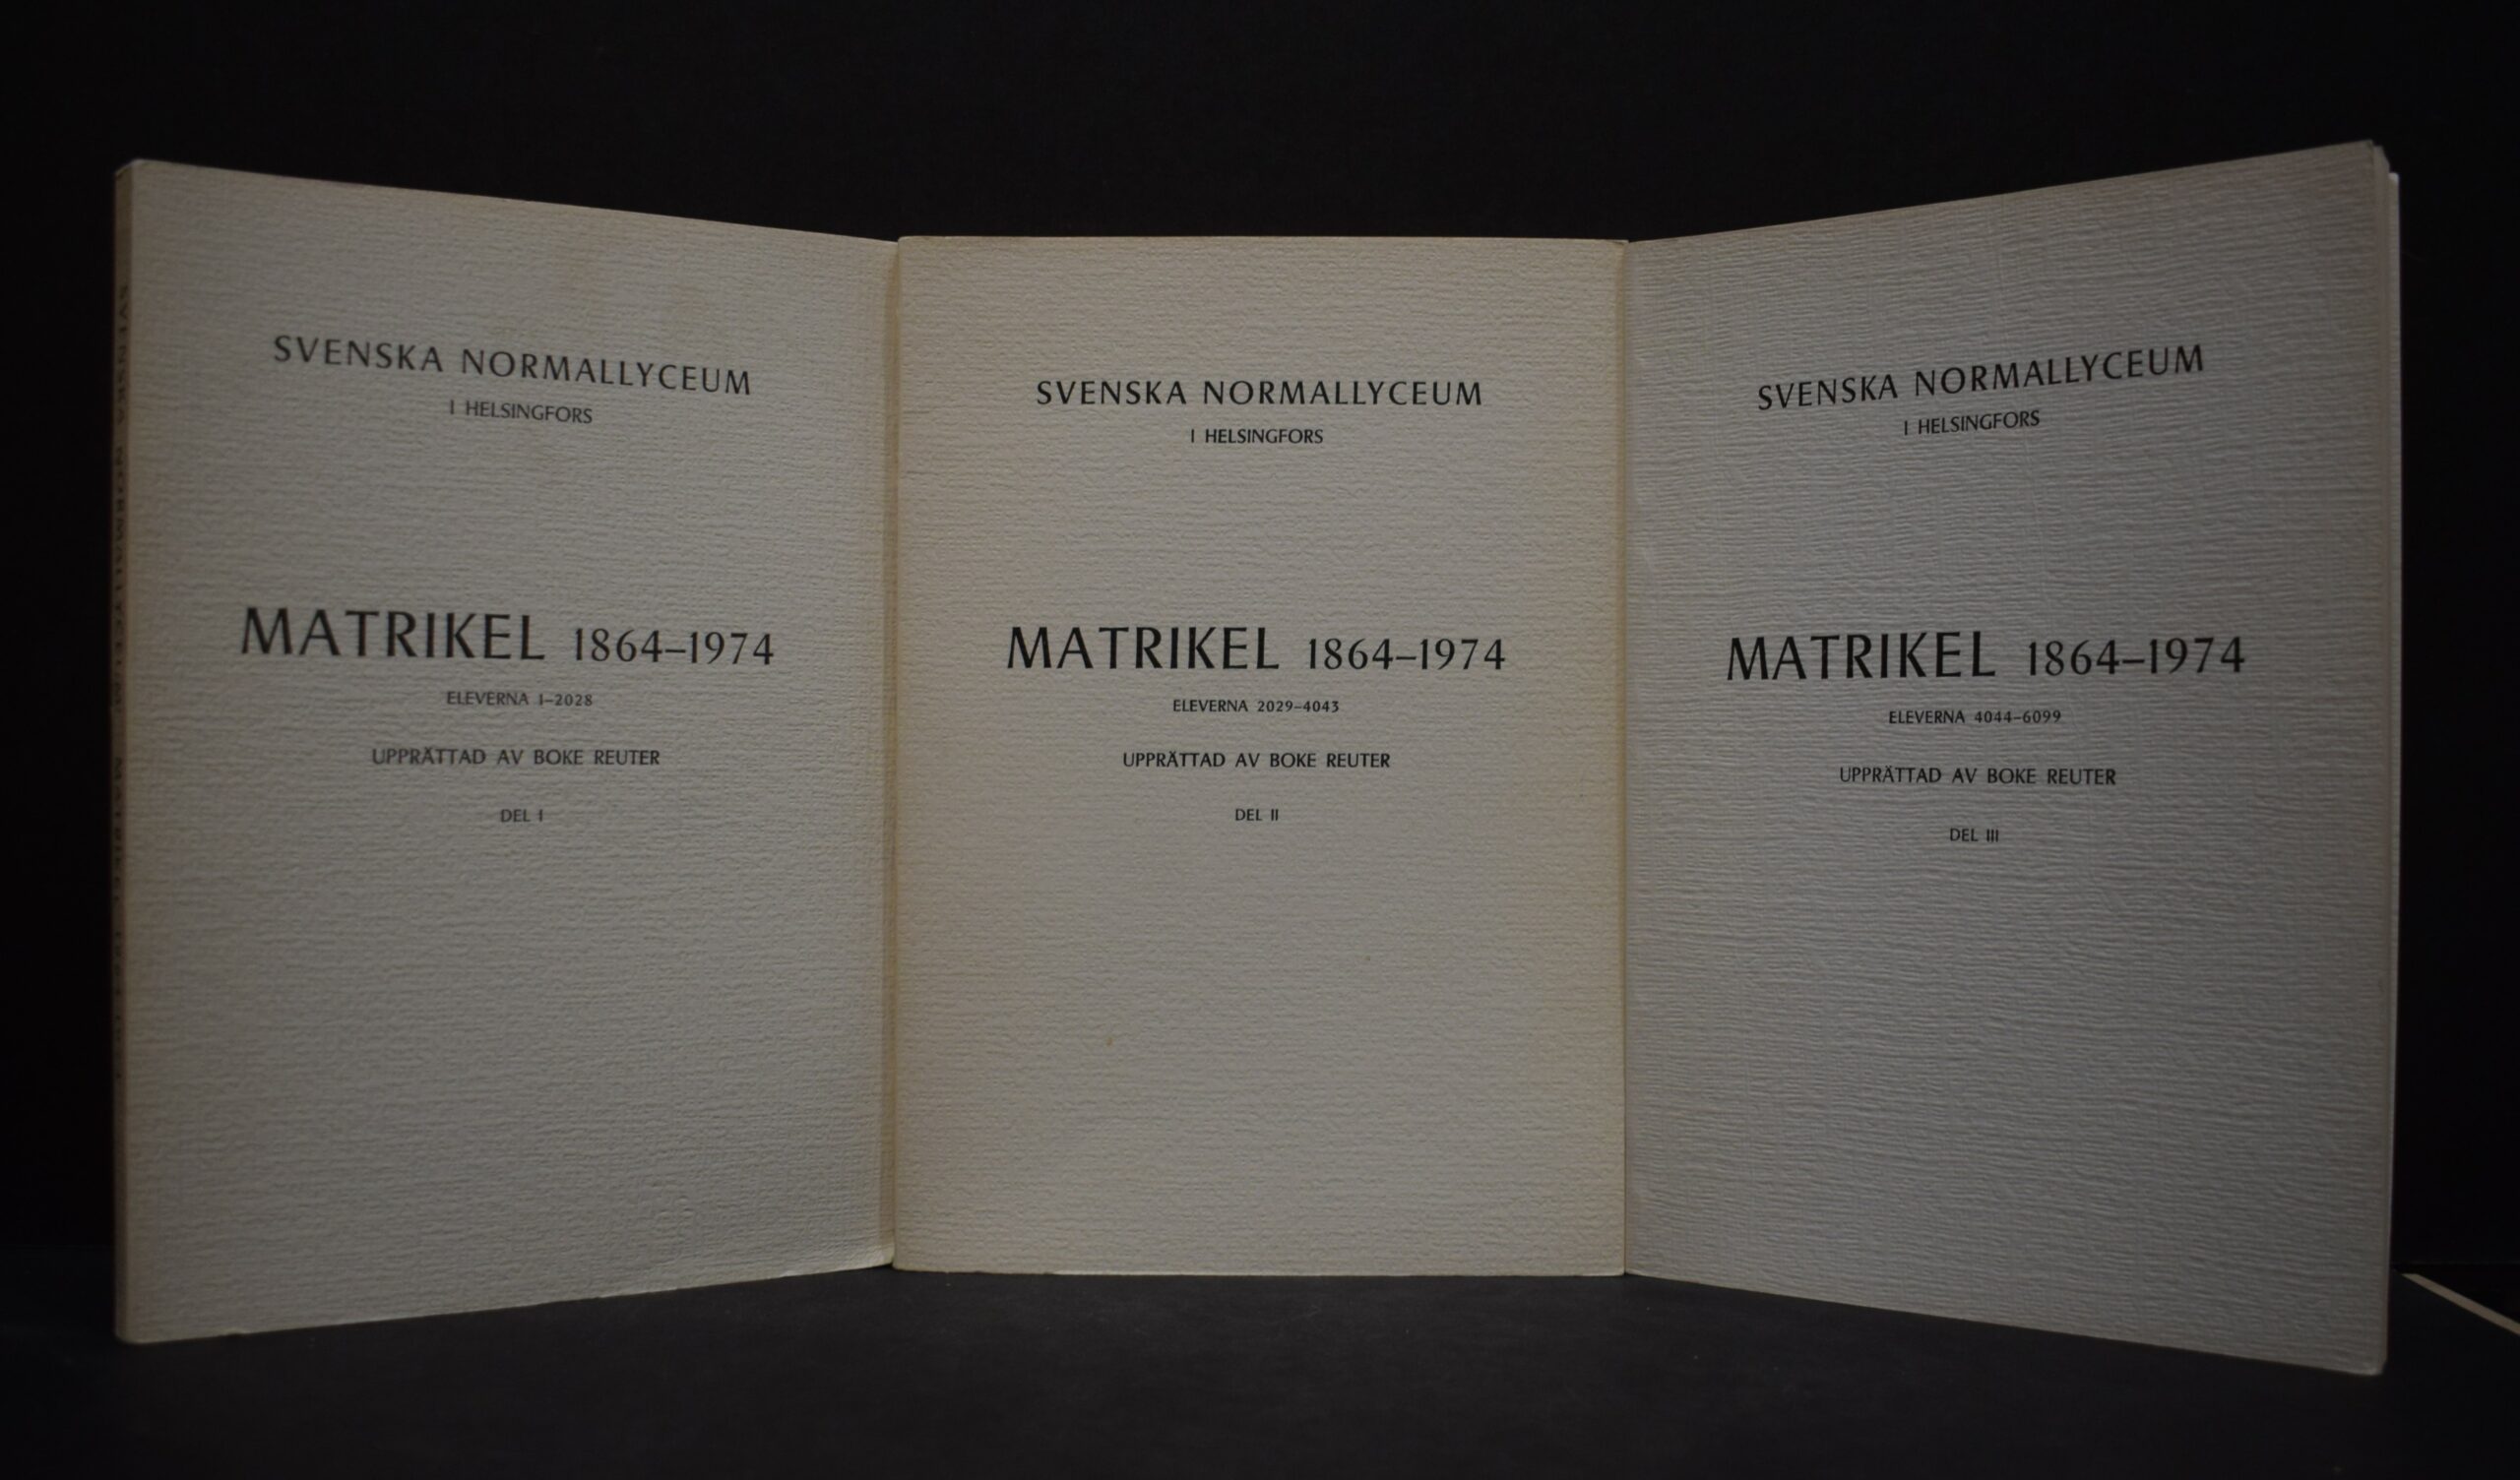 SVENSKA NORMALLYCEUM
I HELSINGFORS
MATRIKEL 1864–1974
ELEVERNA 1–2028
UPPRÄTTAD AV BOKE REUTER
DEL I
SVENSKA NORMALLYCEUM
I HELSINGFORS
MATRIKEL 1864–1974
ELEVERNA 2029–4043
UPPRÄTTAD AV BOKE REUTER
DEL II
SVENSKA NORMALLYCEUM
I HELSINGFORS
MATRIKEL 1864–1974
ELEVERNA 4044–6099
UPPRÄTTAD AV BOKE REUTER
DEL III
SVENSKA NORMALLYCEUM